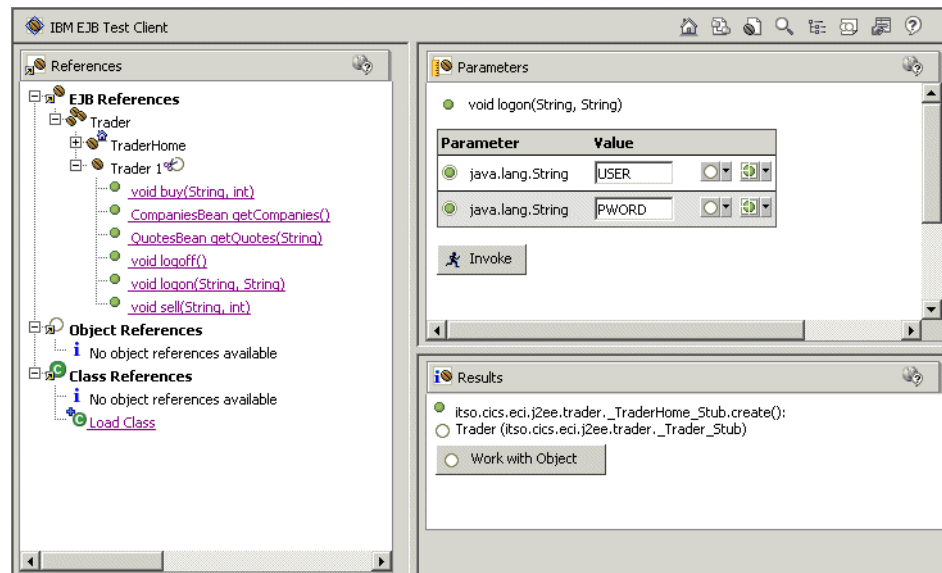 IBM EJB Test Client
References
EJB References
Trader
TraderHome
Trader 1
void buy(String, int)
CompaniesBean getCompanies()
QuotesBean getQuotes(String)
void logoff()
void logon(String, String)
void sell(String, int)
Object References
No object references available
Class References
No object references available
Load Class
Parameters
void logon(String, String)
Parameter Value
java.lang.String USER
java.lang.String PWORD
Invoke
Results
itso.cics.eci.j2ee.trader._TraderHome_Stub.create():
Trader (itso.cics.eci.j2ee.trader._Trader_Stub)
Work with Object